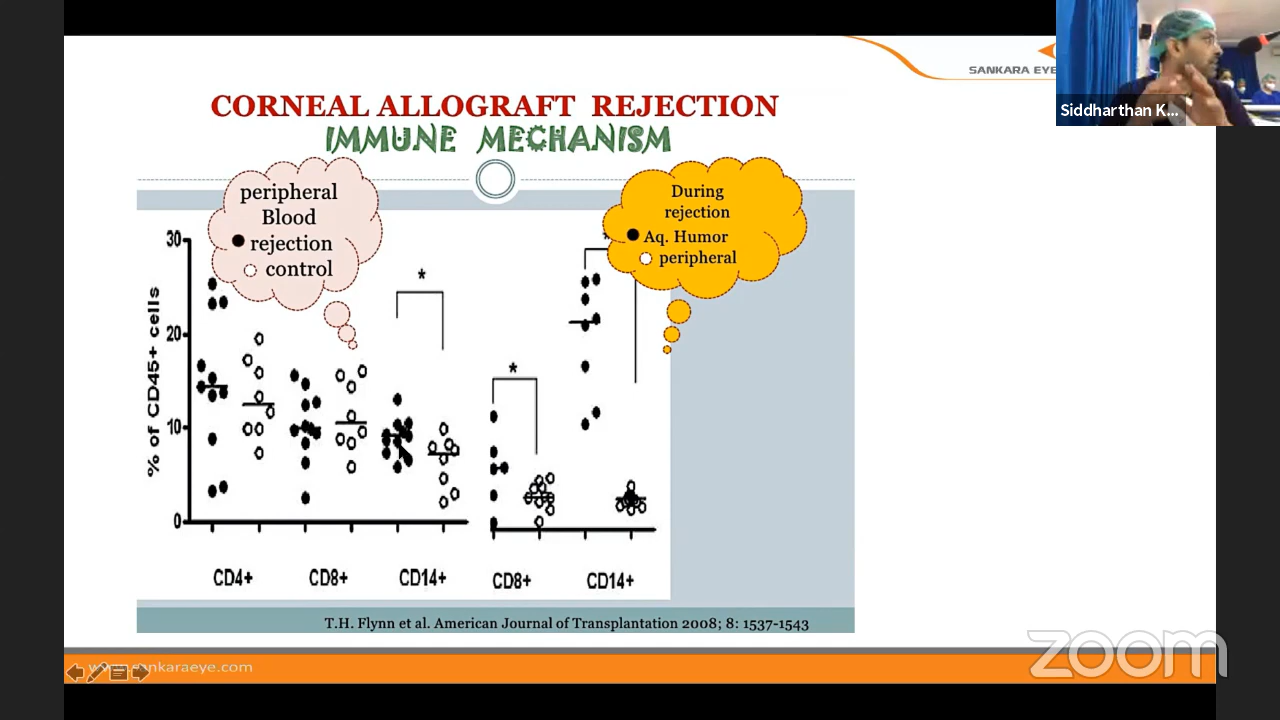 SANKARA EYE
Siddharthan K...
CORNEAL ALLOGRAFT REJECTION
IMMUNE MECHANISM
peripheral
Blood
rejection
control
During
rejection
Aq. Humor
peripheral
% of CD45+ cells
30
20
10
0
*
*
CD4+
CD8+
CD14+
CD8+
CD14+
T.H. Flynn et al. American Journal of Transplantation 2008; 8: 1537-1543
www.sankaraeye.com
zoom